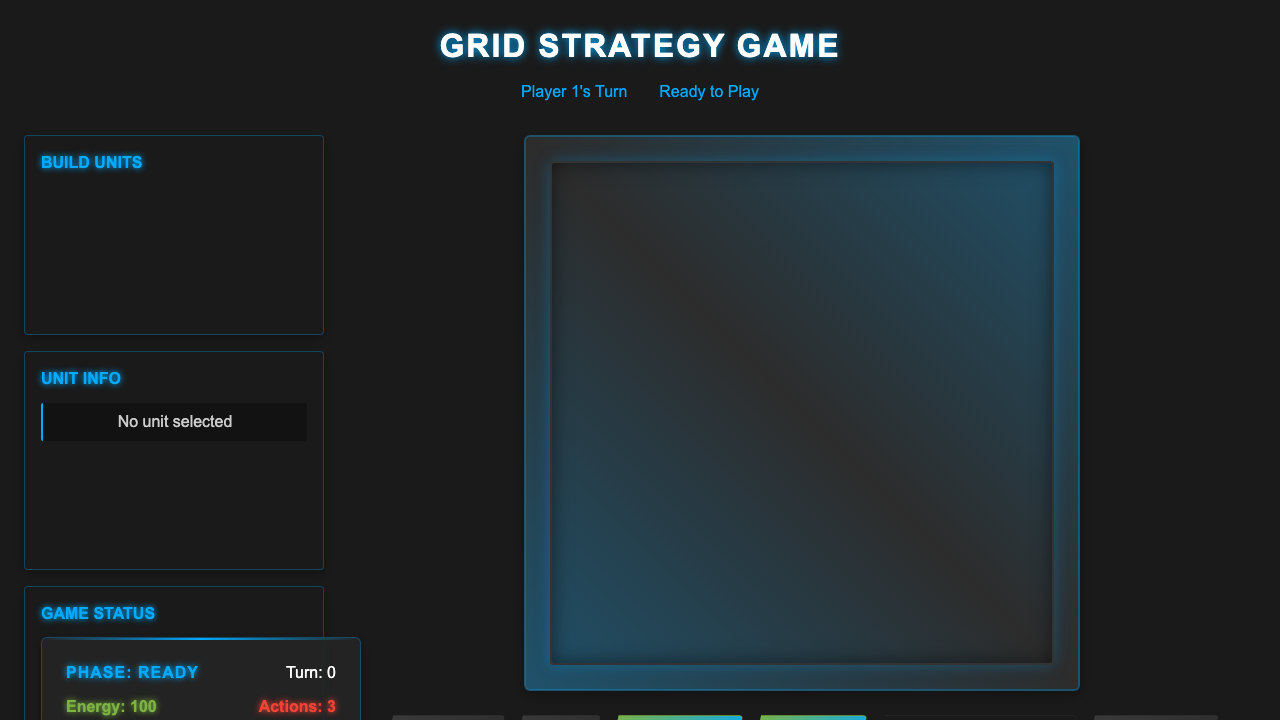 GRID STRATEGY GAME
Player 1's Turn Ready to Play
BUILD UNITS
UNIT INFO
No unit selected
GAME STATUS
PHASE: READY Turn: 0
Energy: 100 Actions: 3